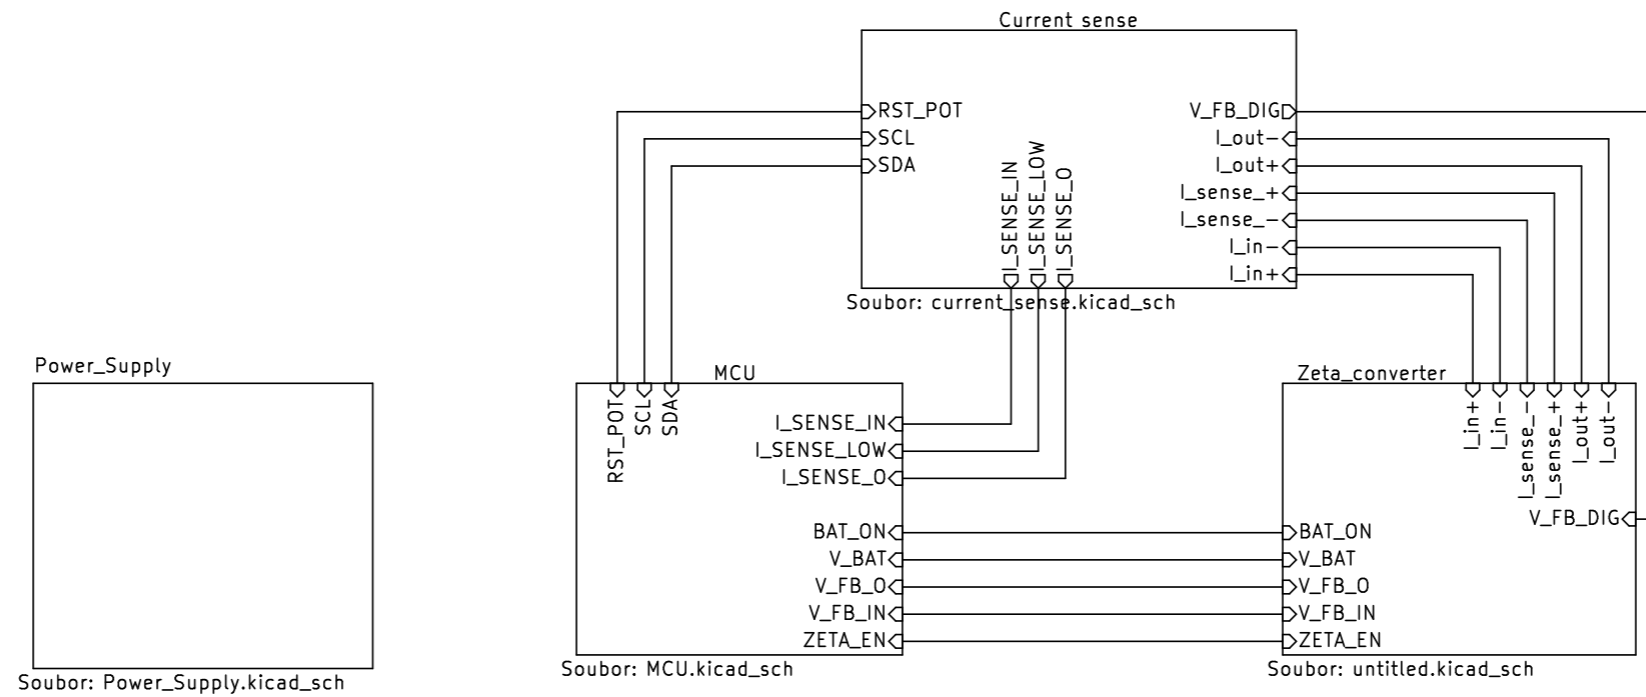 Current sense
RST_POT
SCL
SDA
I_SENSE_IN
I_SENSE_LOW
I_SENSE_O
V_FB_DIG
I_out-
I_out+
I_sense_+
I_sense_-
I_in-
I_in+
Soubor: current_sense.kicad_sch
Power_Supply
Soubor: Power_Supply.kicad_sch
MCU
RST_POT
SCL
SDA
I_SENSE_IN
I_SENSE_LOW
I_SENSE_O
BAT_ON
V_BAT
V_FB_O
V_FB_IN
ZETA_EN
Soubor: MCU.kicad_sch
Zeta_converter
I_in+
I_in-
I_sense_-
I_sense_+
I_out+
I_out-
V_FB_DIG
BAT_ON
V_BAT
V_FB_O
V_FB_IN
ZETA_EN
Soubor: untitled.kicad_sch